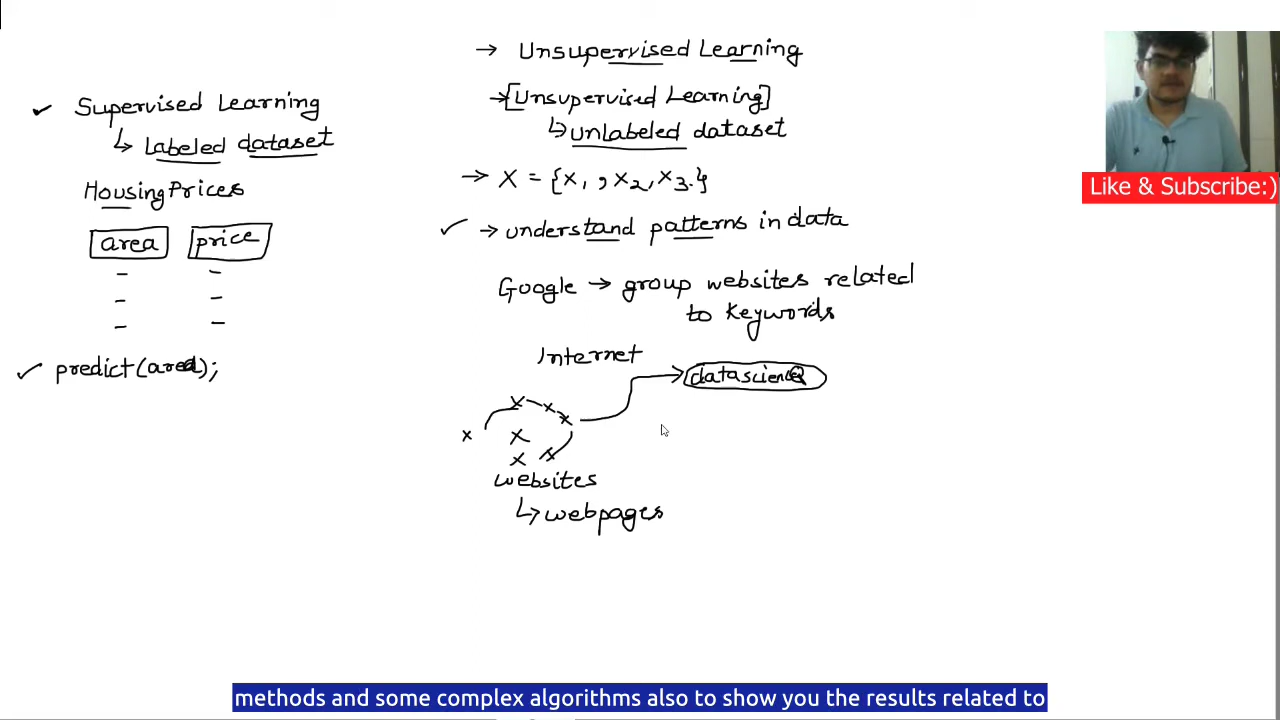 → Unsupervised Learning
→ [Unsupervised Learning]
↳ unlabeled dataset
→ X = {x₁, ,x₂,x₃.}
✓ → understand patterns in data
Google → group websites related
to keywords
Internet
datascience
websites
↳ webpages
✓ Supervised Learning
↳ Labeled dataset
HousingPrices
area price
- -
- -
- -
✓ predict(area);
Like & Subscribe:)
methods and some complex algorithms also to show you the results related to